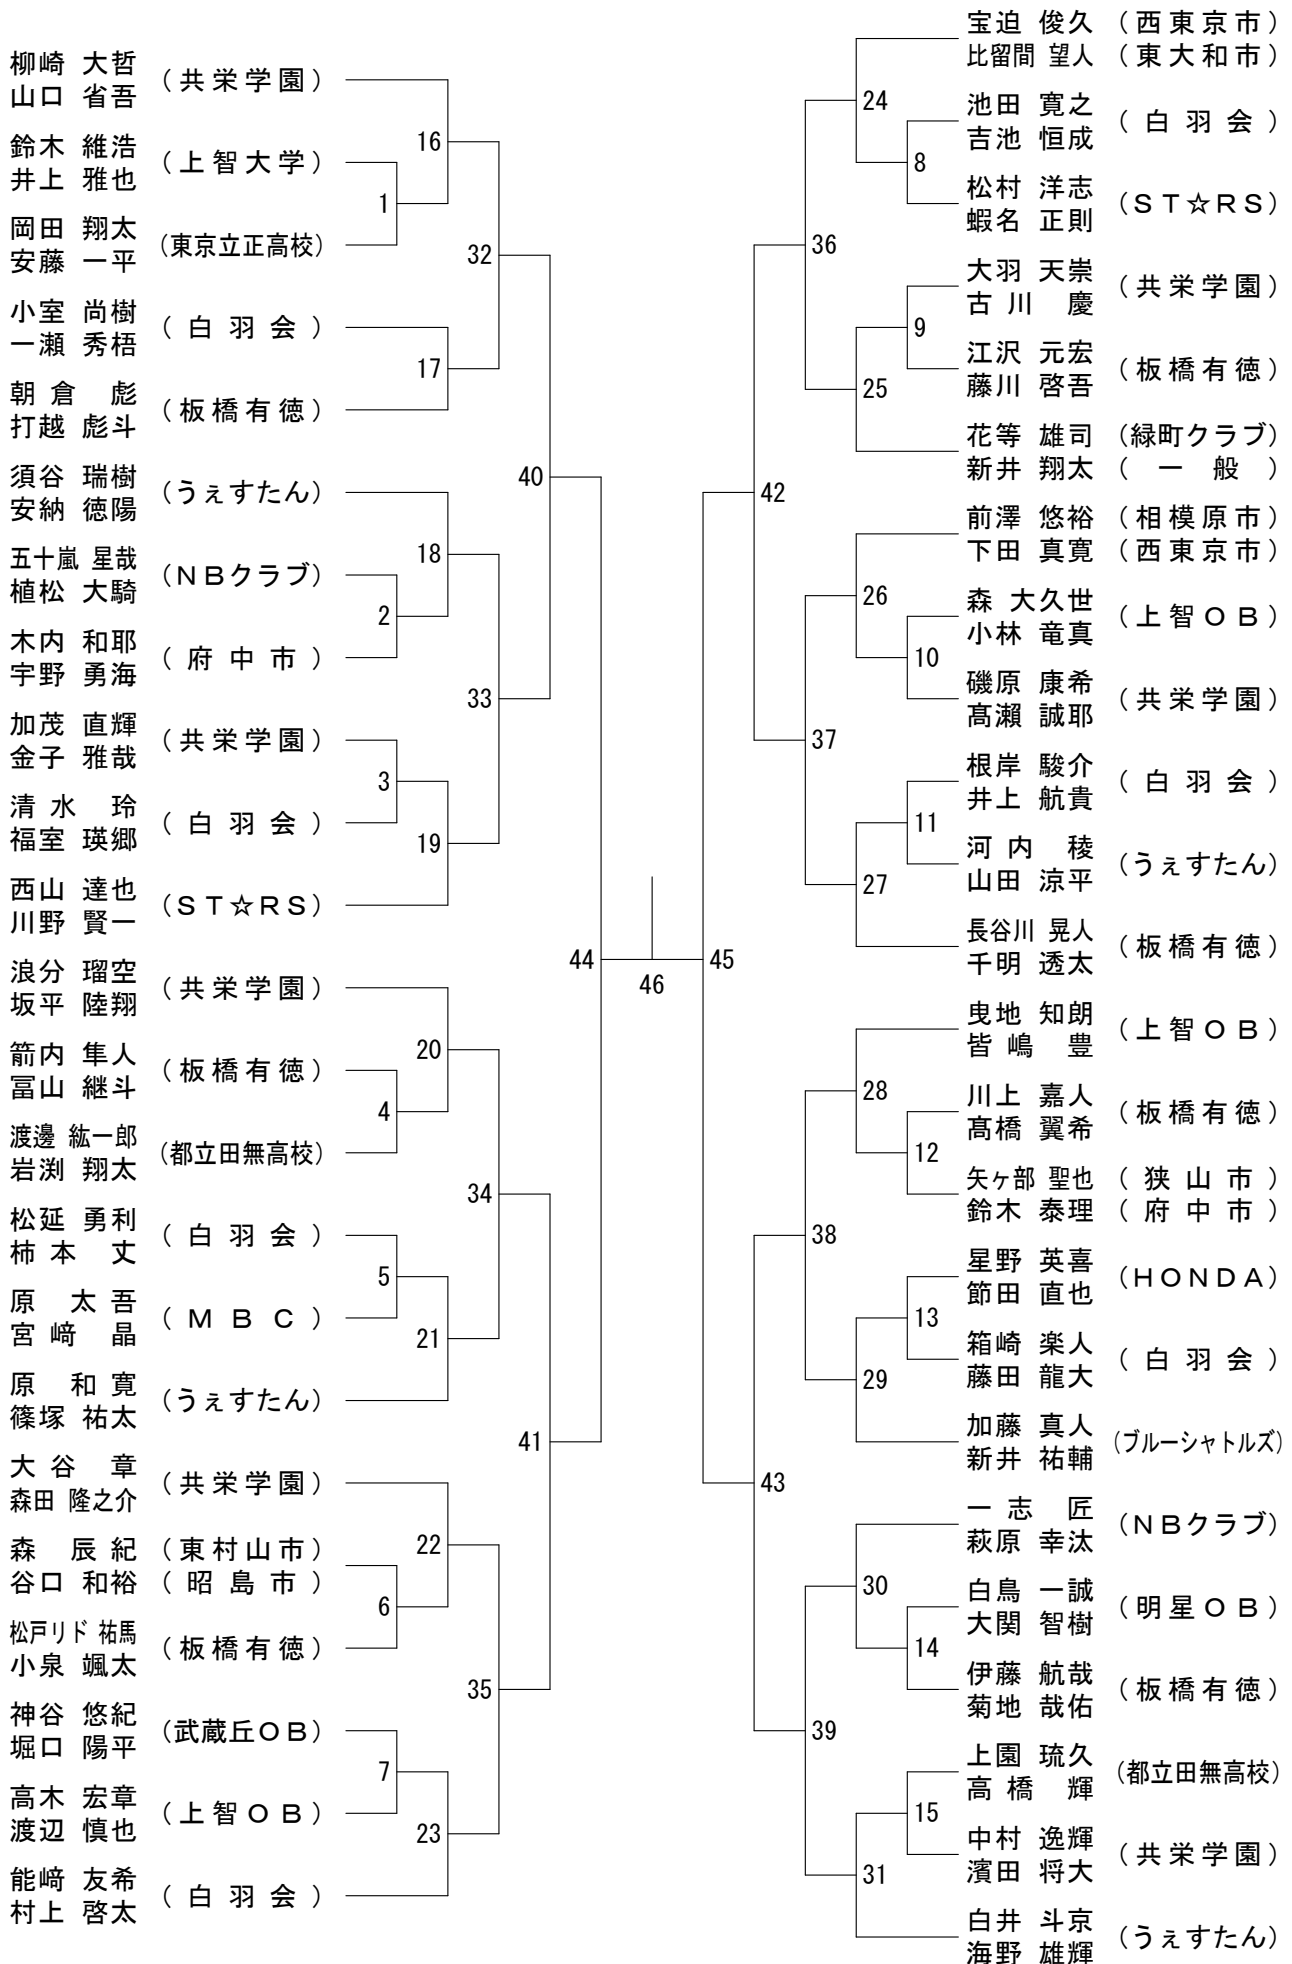 柳崎 大哲
山口 省吾
(共栄学園)
鈴木 維浩
井上 雅也
(上智大学)
岡田 翔太
安藤 一平
(東京立正高校)
小室 尚樹
一瀬 秀梧
(白羽会)
朝倉 彪
打越 彪斗
(板橋有徳)
須谷 瑞樹
安納 徳陽
(うぇすたん)
五十嵐 星哉
植松 大騎
(NBクラブ)
木内 和耶
宇野 勇海
(府中市)
加茂 直輝
金子 雅哉
(共栄学園)
清水 玲
福室 瑛郷
(白羽会)
西山 達也
川野 賢一
(ST☆RS)
浪分 瑠空
坂平 陸翔
(共栄学園)
箭内 隼人
冨山 継斗
(板橋有徳)
渡邊 紘一郎
岩渕 翔太
(都立田無高校)
松延 勇利
柿本 丈
(白羽会)
原 太吾
宮﨑 晶
(MBC)
原 和寛
篠塚 祐太
(うぇすたん)
大谷 章
森田 隆之介
(共栄学園)
森 辰紀 (東村山市)
谷口 和裕 (昭島市)
松戸リド 祐馬
小泉 颯太
(板橋有徳)
神谷 悠紀
堀口 陽平
(武蔵丘OB)
高木 宏章
渡辺 慎也
(上智OB)
能﨑 友希
村上 啓太
(白羽会)
16
1
32
17
40
18
2
33
3
19
44
20
4
34
5
21
41
22
6
35
7
23
46
45
24
8
36
9
25
42
26
10
37
11
27
28
12
38
13
29
43
30
14
39
15
31
宝迫 俊久 (西東京市)
比留間 望人 (東大和市)
池田 寛之
吉池 恒成
(白羽会)
松村 洋志
蝦名 正則
(ST☆RS)
大羽 天崇
古川 慶
(共栄学園)
江沢 元宏
藤川 啓吾
(板橋有徳)
花等 雄司 (緑町クラブ)
新井 翔太 (一般)
前澤 悠裕 (相模原市)
下田 真寛 (西東京市)
森 大久世
小林 竜真
(上智OB)
磯原 康希
髙瀬 誠耶
(共栄学園)
根岸 駿介
井上 航貴
(白羽会)
河内 稜
山田 涼平
(うぇすたん)
長谷川 晃人
千明 透太
(板橋有徳)
曳地 知朗
皆嶋 豊
(上智OB)
川上 嘉人
髙橋 翼希
(板橋有徳)
矢ヶ部 聖也 (狭山市)
鈴木 泰理 (府中市)
星野 英喜
節田 直也
(HONDA)
箱崎 楽人
藤田 龍大
(白羽会)
加藤 真人
新井 祐輔
(ブルーシャトルズ)
一志 匠
萩原 幸汰
(NBクラブ)
白鳥 一誠
大関 智樹
(明星OB)
伊藤 航哉
菊地 哉佑
(板橋有徳)
上園 琉久
高橋 輝
(都立田無高校)
中村 逸輝
濱田 将大
(共栄学園)
白井 斗京
海野 雄輝
(うぇすたん)